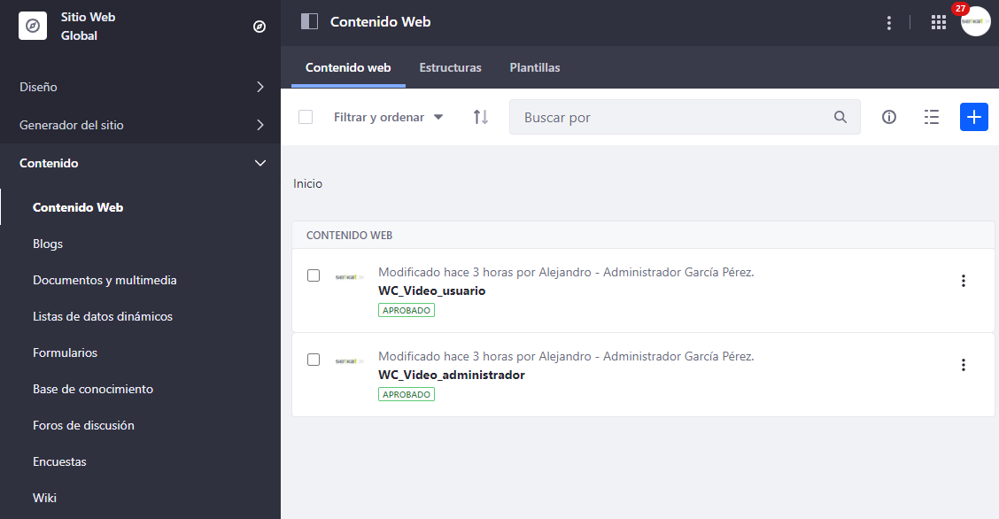 Sitio Web
Global
Diseño
Generador del sitio
Contenido
Contenido Web
Blogs
Documentos y multimedia
Listas de datos dinámicos
Formularios
Base de conocimiento
Foros de discusión
Encuestas
Wiki
Contenido Web
27
Contenido web
Estructuras
Plantillas
Filtrar y ordenar
Buscar por
Inicio
CONTENIDO WEB
Modificado hace 3 horas por Alejandro - Administrador García Pérez.
WC_Video_usuario
APROBADO
Modificado hace 3 horas por Alejandro - Administrador García Pérez.
WC_Video_administrador
APROBADO